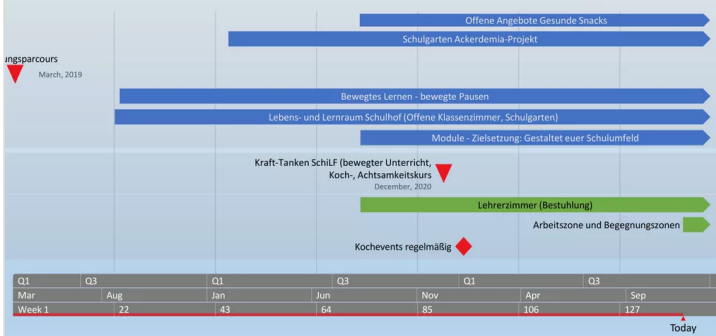 Offene Angebote Gesunde Snacks
Schulgarten Ackerdemia-Projekt
ungsparcours
March, 2019
Bewegtes Lernen - bewegte Pausen
Lebens- und Lernraum Schulhof (Offene Klassenzimmer, Schulgarten)
Module - Zielsetzung: Gestaltet euer Schulumfeld
Kraft-Tanken SchiLF (bewegter Unterricht,
Koch-, Achtsamkeitskurs
December, 2020
Lehrerzimmer (Bestuhlung)
Arbeitszone und Begegnungszonen
Kochevents regelmäßig
Q1 Q3 Q1 Q3 Q1 Q3
Mar Aug Jan Jun Nov Apr Sep
Week 1 22 43 64 85 106 127
Today